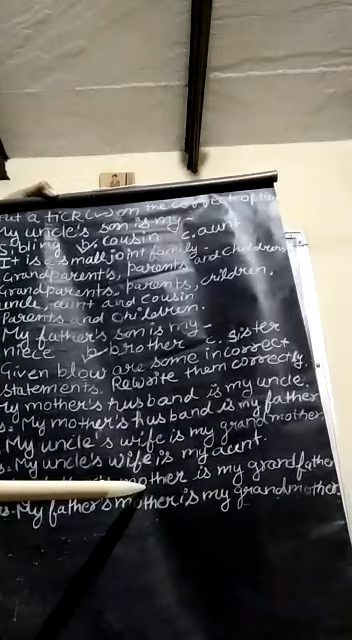 Put a tick (✓) on the correct option
My uncle's son is my -
Sibling b. cousin c. aunt
It is a small joint family -
Grandparents, parents and childrens,
Grandparents, parents, children,
uncle, aunt and cousin
Parents and children.
My father's son is my -
niece b. brother c. sister
Given blow are some incorrect
statements. Rewrite them correctly.
My mother's husband is my uncle.
s. My mother's husband is my father
My uncle's wife is my grandmother
s. My uncle's wife is my aunt.
mother is my grandfather
s. My father's mother is my grandmother.